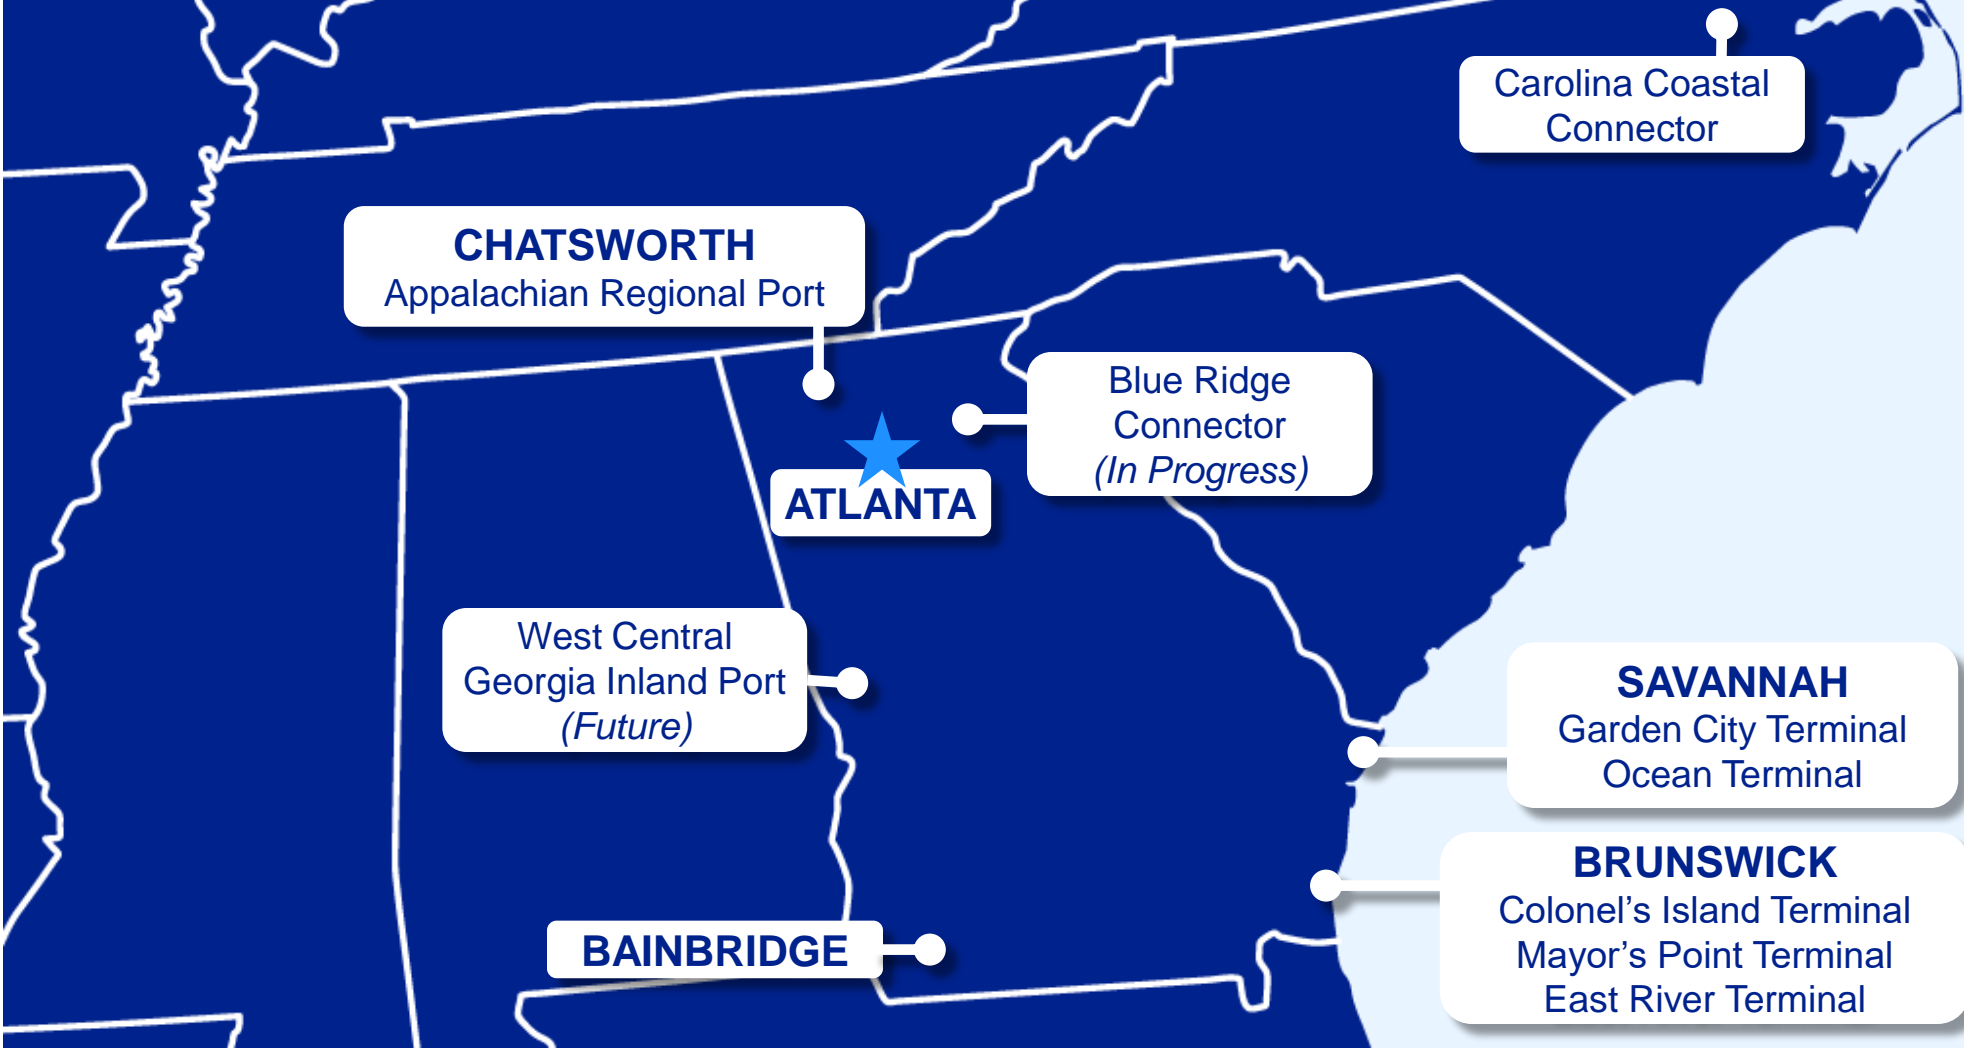 Carolina Coastal
Connector
CHATSWORTH
Appalachian Regional Port
Blue Ridge
Connector
(In Progress)
ATLANTA
West Central
Georgia Inland Port
(Future)
SAVANNAH
Garden City Terminal
Ocean Terminal
BRUNSWICK
Colonel’s Island Terminal
Mayor’s Point Terminal
East River Terminal
BAINBRIDGE